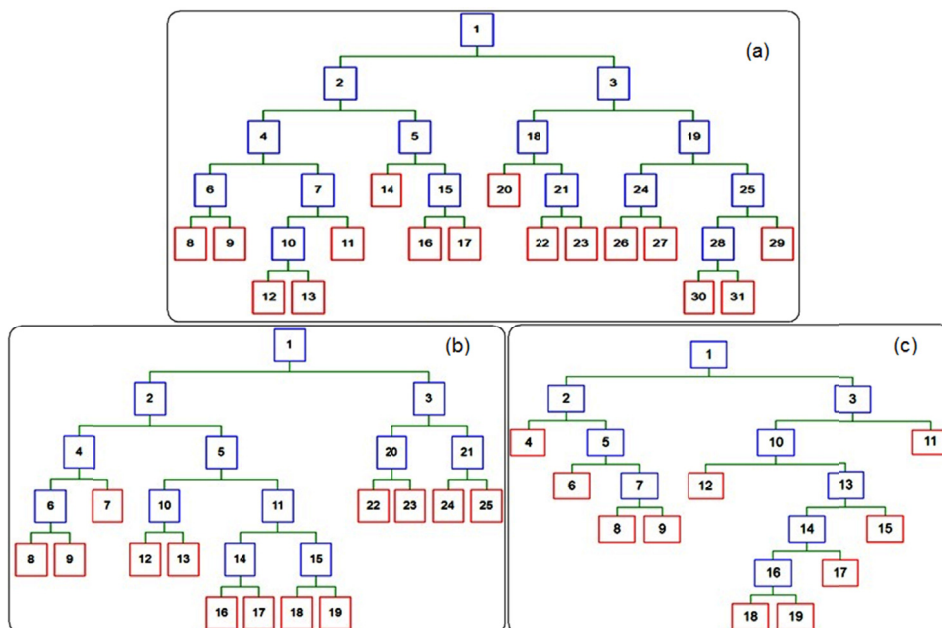 1
(a)
2 3
4 5 18 19
6 7 14 15 20 21 24 25
8 9 10 11 16 17 22 23 26 27 28 29
12 13 30 31
1 (b)
2 3
4 5 20 21
6 7 10 11 22 23 24 25
8 9 12 13 14 15
16 17 18 19
1 (c)
2 3
4 5 10 11
6 7 12 13
8 9 14 15
16 17
18 19